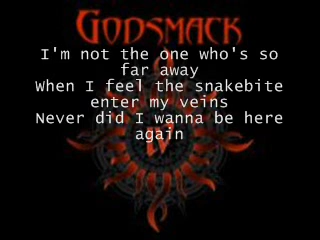 GODSMACK
I'm not the one who's so
far away
When I feel the snakebite
enter my veins
Never did I wanna be here
again